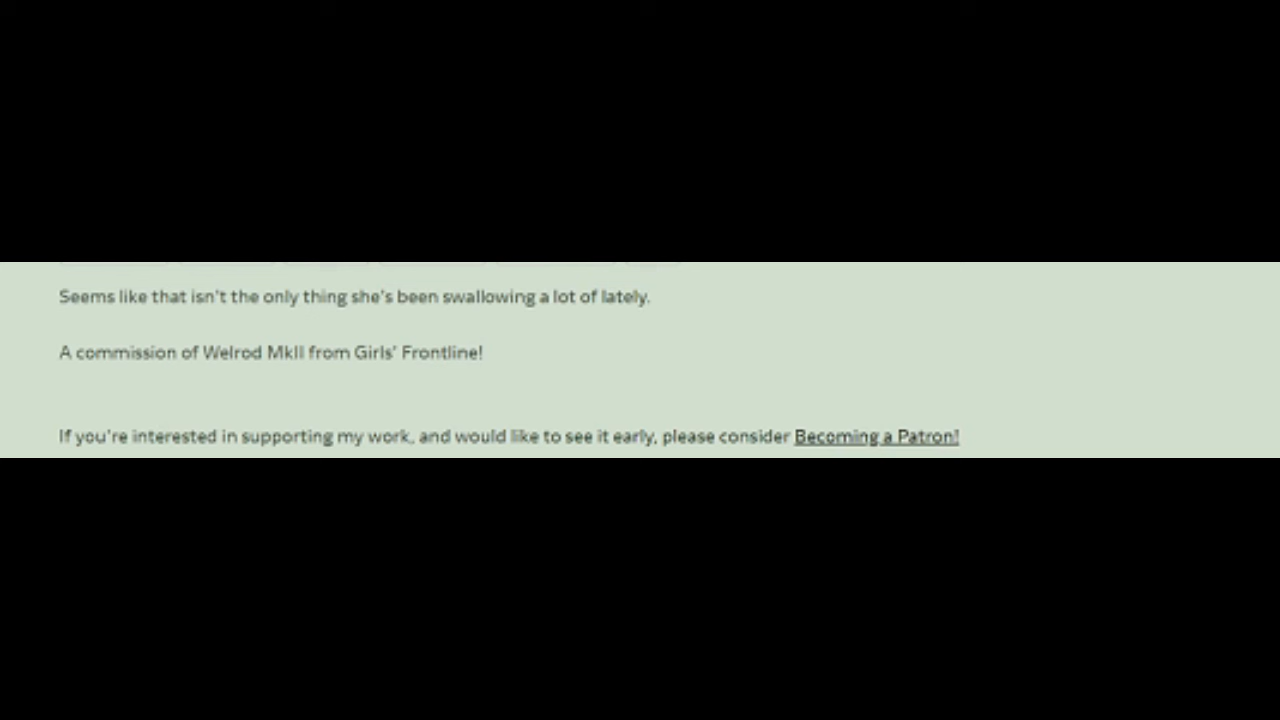 Seems like that isn't the only thing she's been swallowing a lot of lately.
A commission of Welrod MkII from Girls' Frontline!
If you're interested in supporting my work, and would like to see it early, please consider Becoming a Patron!